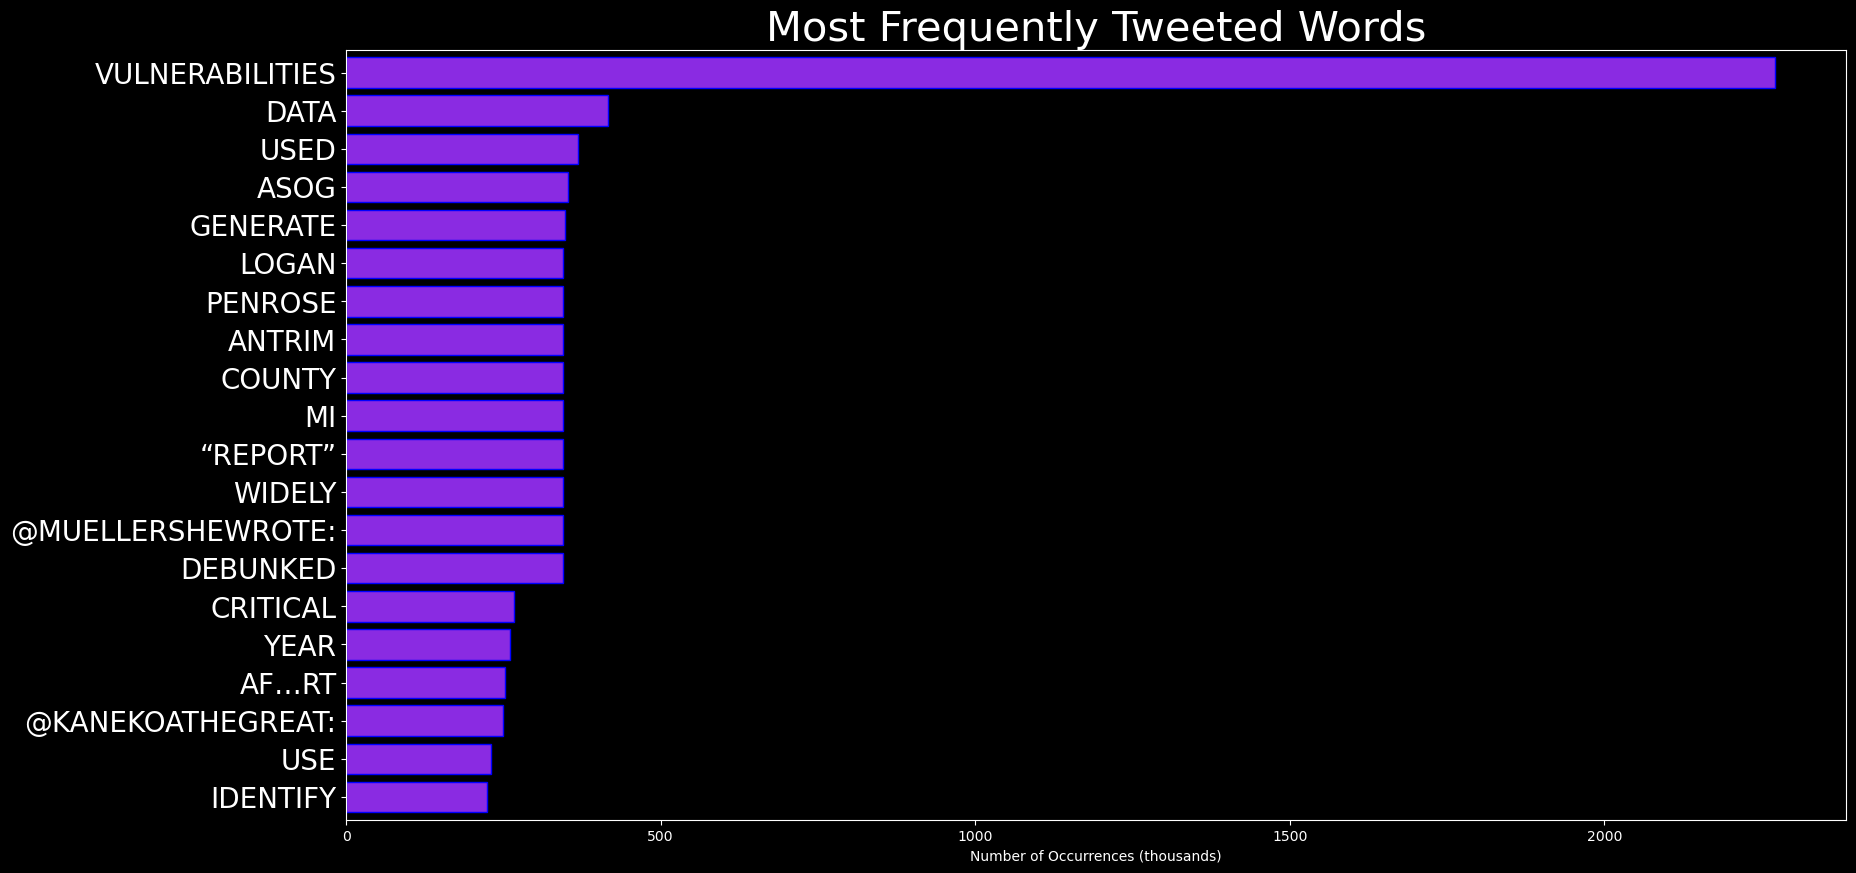 Most Frequently Tweeted Words
VULNERABILITIES
DATA
USED
ASOG
GENERATE
LOGAN
PENROSE
ANTRIM
COUNTY
MI
“REPORT”
WIDELY
@MUELLERSHEWROTE:
DEBUNKED
CRITICAL
YEAR
AF…RT
@KANEKOATHEGREAT:
USE
IDENTIFY
0 500 1000 1500 2000
Number of Occurrences (thousands)